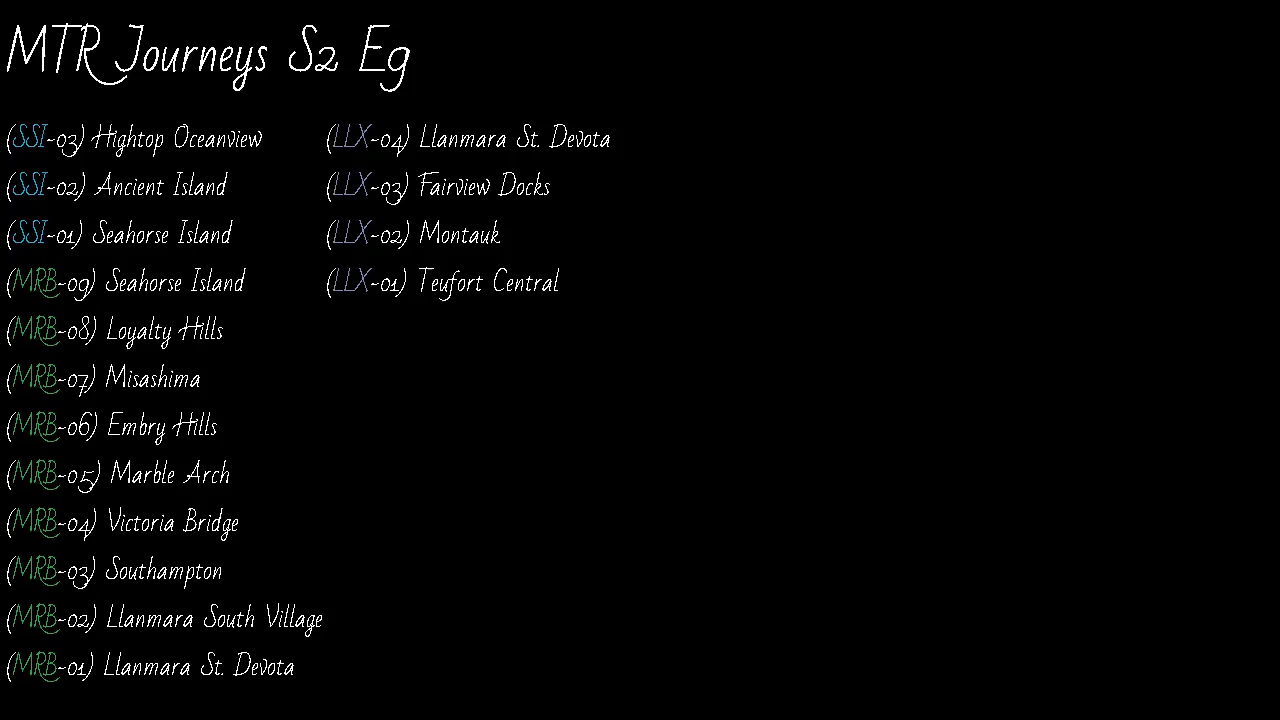 MTR Journeys S2 E9
(SSI-03) Hightop Oceanview
(SSI-02) Ancient Island
(SSI-01) Seahorse Island
(MRB-09) Seahorse Island
(MRB-08) Loyalty Hills
(MRB-07) Misashima
(MRB-06) Embry Hills
(MRB-05) Marble Arch
(MRB-04) Victoria Bridge
(MRB-03) Southampton
(MRB-02) Llanmara South Village
(MRB-01) Llanmara St. Devota
(LLX-04) Llanmara St. Devota
(LLX-03) Fairview Docks
(LLX-02) Montauk
(LLX-01) Teufort Central